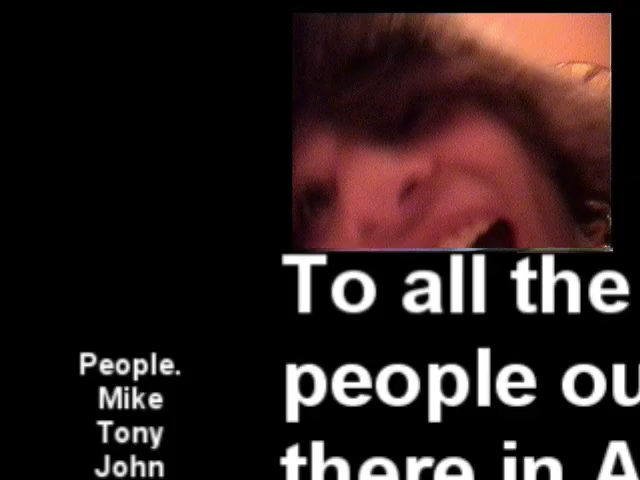 To all the
people ou
there in A
People.
Mike
Tony
John